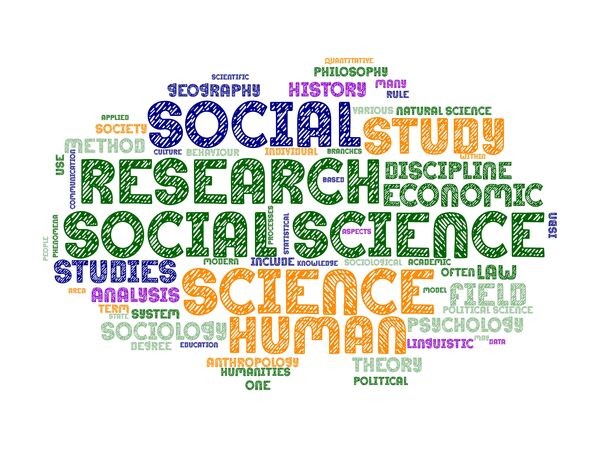 QUANTITATIVE
SCIENTIFIC PHILOSOPHY
GEOGRAPHY HISTORY MANY
RULE
SOCIAL VARIOUS NATURAL SCIENCE
APPLIED
SOCIETY STUDY
METHOD CULTURE BEHAVIOUR INDIVIDUAL BRANCHES WITHIN
USE
COMMUNICATION
RESEARCH BASED DISCIPLINE
ECONOMIC
PEOPLE
PHENOMENA
SOCIAL SCIENCE
PROCESSES
STATISTICAL
ASPECTS
ISBN
STUDIES MODERN INCLUDE KNOWLEDGE SOCIOLOGICAL ACADEMIC OFTEN LAW
AREA ANALYSIS SCIENCE MODEL FIELD
TERM
STATE SYSTEM POLITICAL SCIENCE
SOCIOLOGY HUMAN PSYCHOLOGY
DEGREE EDUCATION LINGUISTIC MAY DATA
ANTHROPOLOGY THEORY
HUMANITIES
ONE POLITICAL